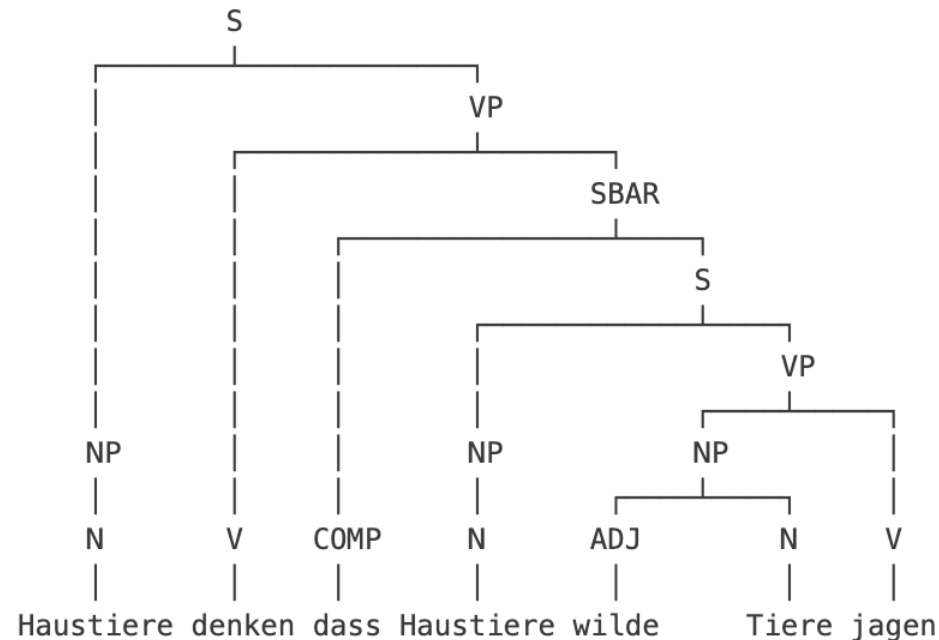 S
VP
SBAR
S
VP
NP NP NP
N V COMP N ADJ N V
Haustiere denken dass Haustiere wilde Tiere jagen